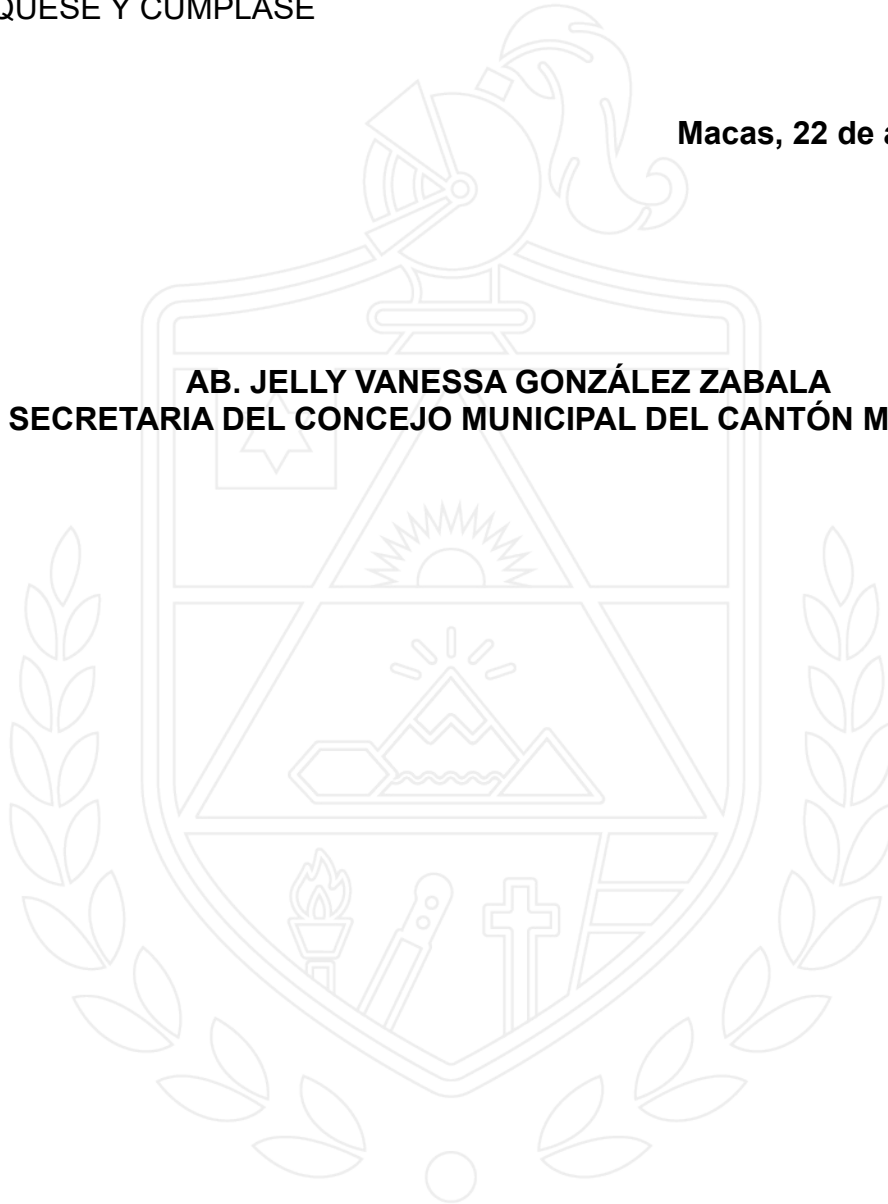 QUESE Y CÚMPLASE
Macas, 22 de a
AB. JELLY VANESSA GONZÁLEZ ZABALA
SECRETARIA DEL CONCEJO MUNICIPAL DEL CANTÓN M